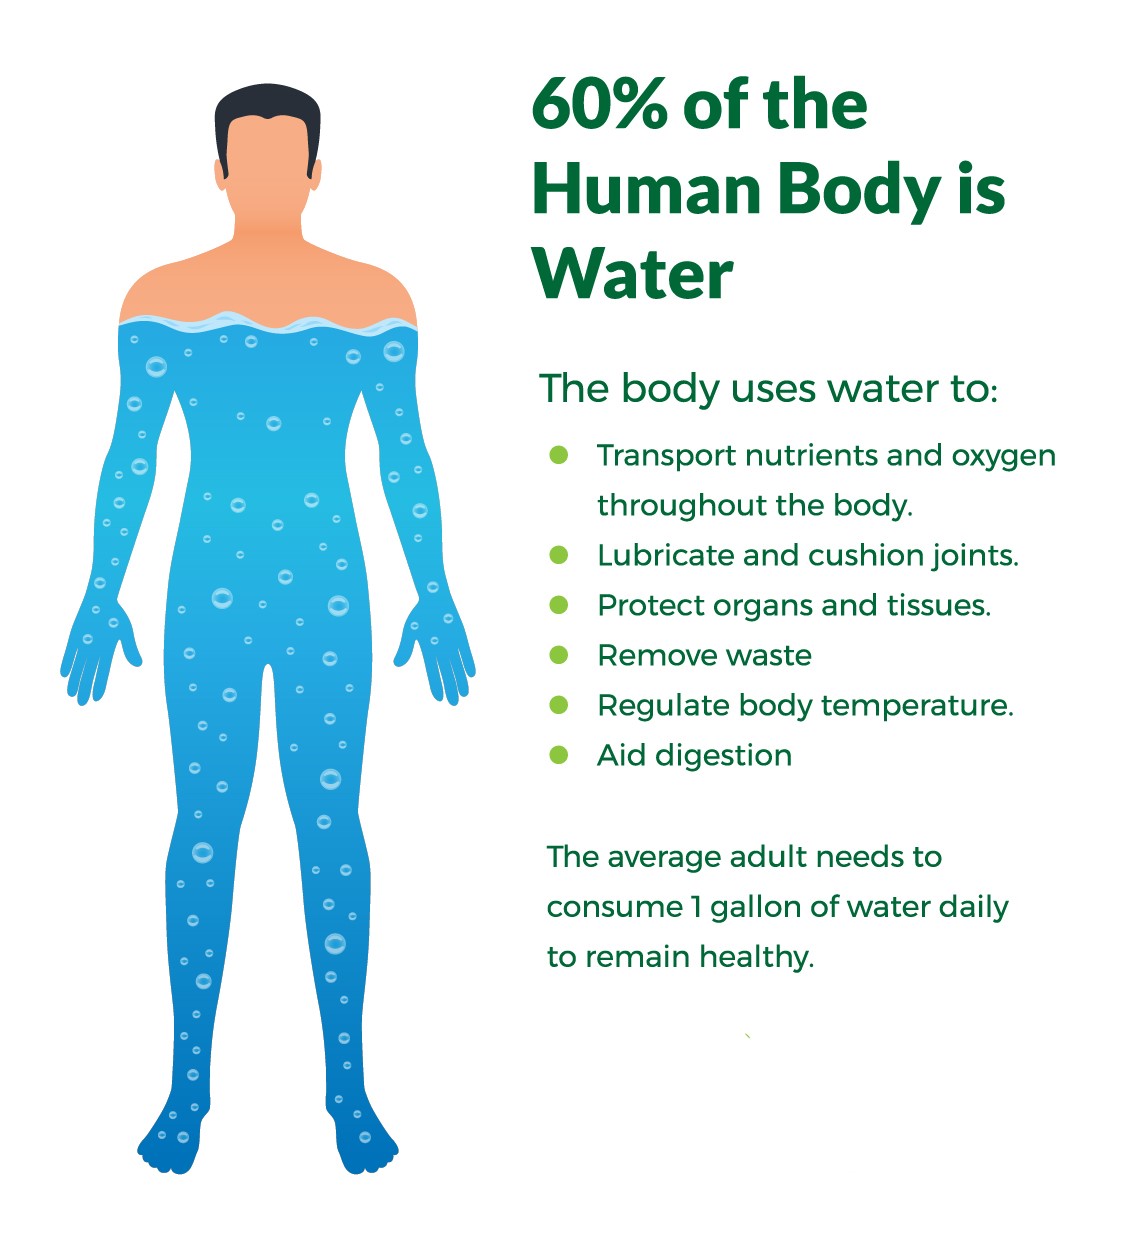 60% of the
Human Body is
Water
The body uses water to:
Transport nutrients and oxygen
throughout the body.
Lubricate and cushion joints.
Protect organs and tissues.
Remove waste
Regulate body temperature.
Aid digestion
The average adult needs to
consume 1 gallon of water daily
to remain healthy.